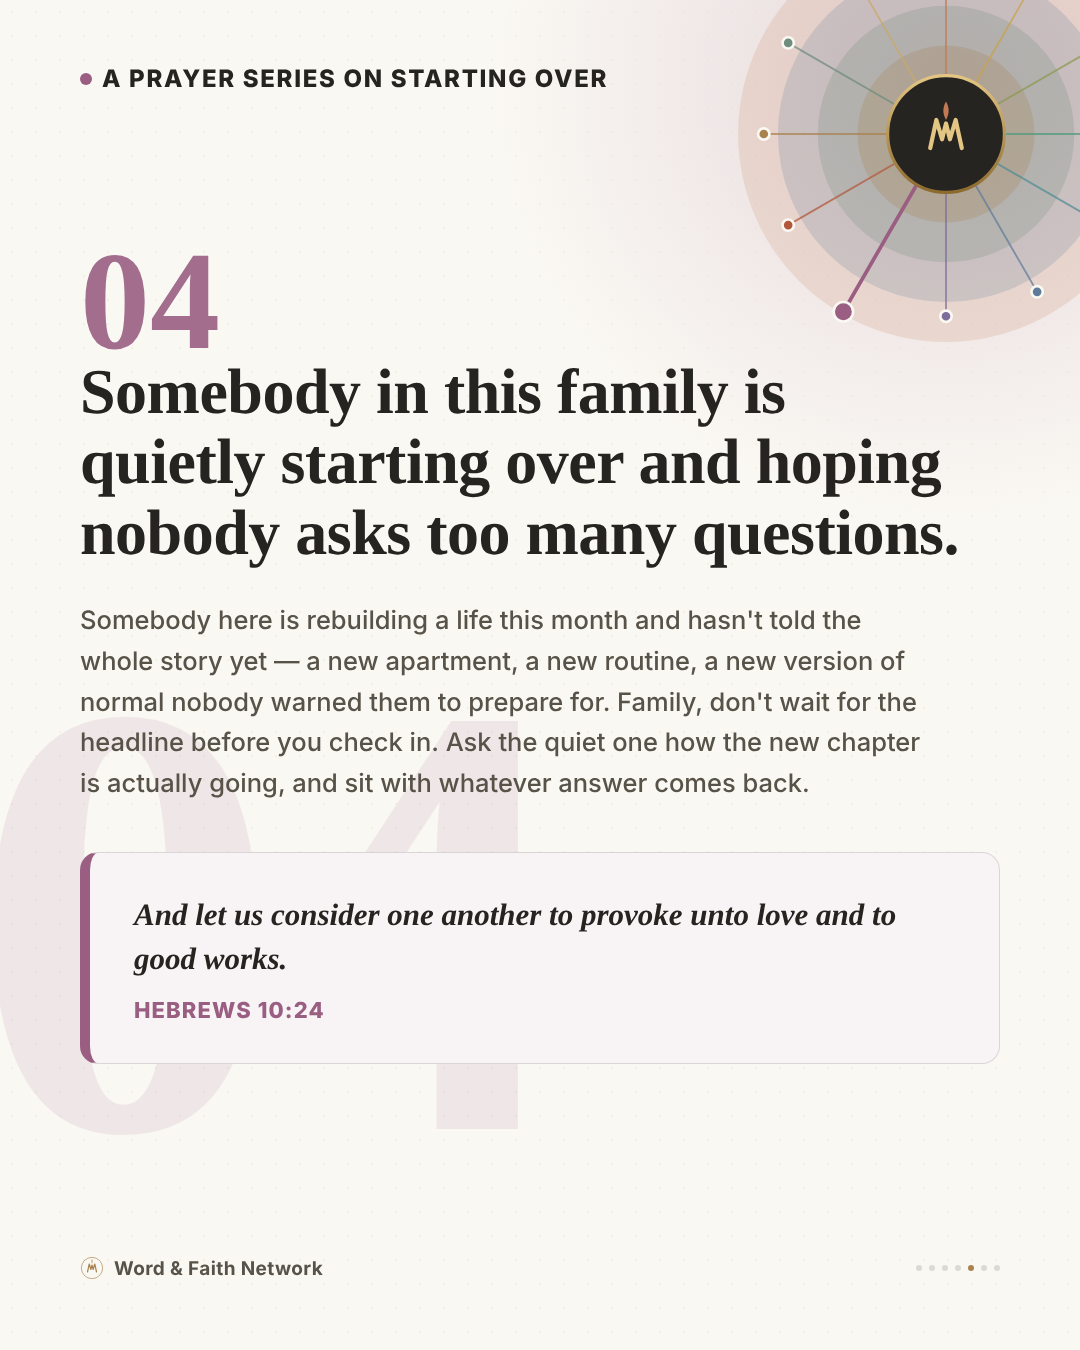 A PRAYER SERIES ON STARTING OVER
04
Somebody in this family is
quietly starting over and hoping
nobody asks too many questions.
Somebody here is rebuilding a life this month and hasn't told the
whole story yet — a new apartment, a new routine, a new version of
normal nobody warned them to prepare for. Family, don't wait for the
headline before you check in. Ask the quiet one how the new chapter
is actually going, and sit with whatever answer comes back.
04
And let us consider one another to provoke unto love and to
good works.
HEBREWS 10:24
Word & Faith Network